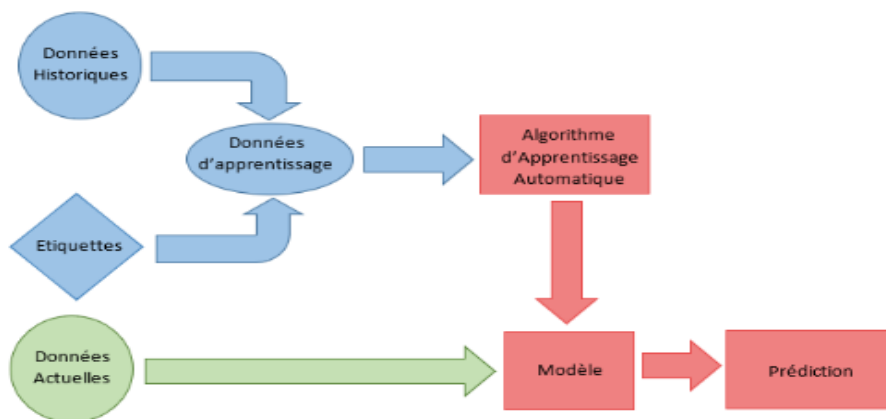 Données
Historiques
Données
d'apprentissage
Algorithme
d'Apprentissage
Automatique
Etiquettes
Données
Actuelles
Modèle
Prédiction